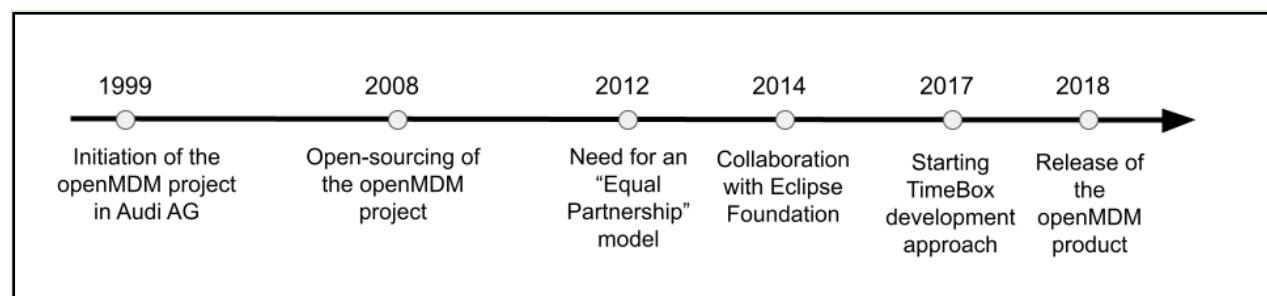 1999
Initiation of the
openMDM project
in Audi AG
2008
Open-sourcing of
the openMDM
project
2012
Need for an
“Equal
Partnership”
model
2014
Collaboration
with Eclipse
Foundation
2017
Starting
TimeBox
development
approach
2018
Release of
the
openMDM
product